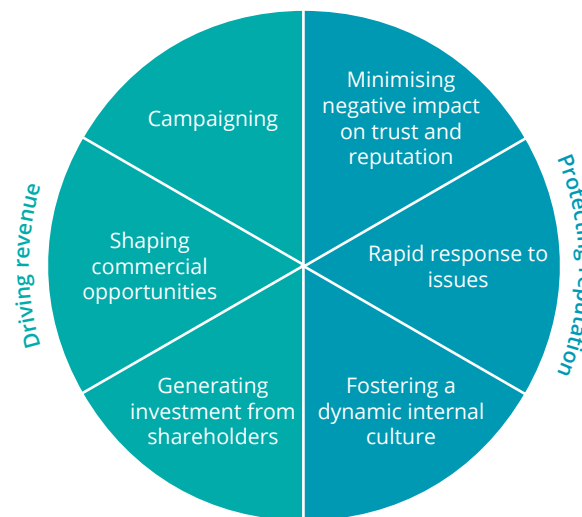 Campaigning
Minimising
negative impact
on trust and
reputation
Driving revenue
Shaping
commercial
opportunities
Rapid response to
issues
Protecting reputation
Generating
investment from
shareholders
Fostering a
dynamic internal
culture